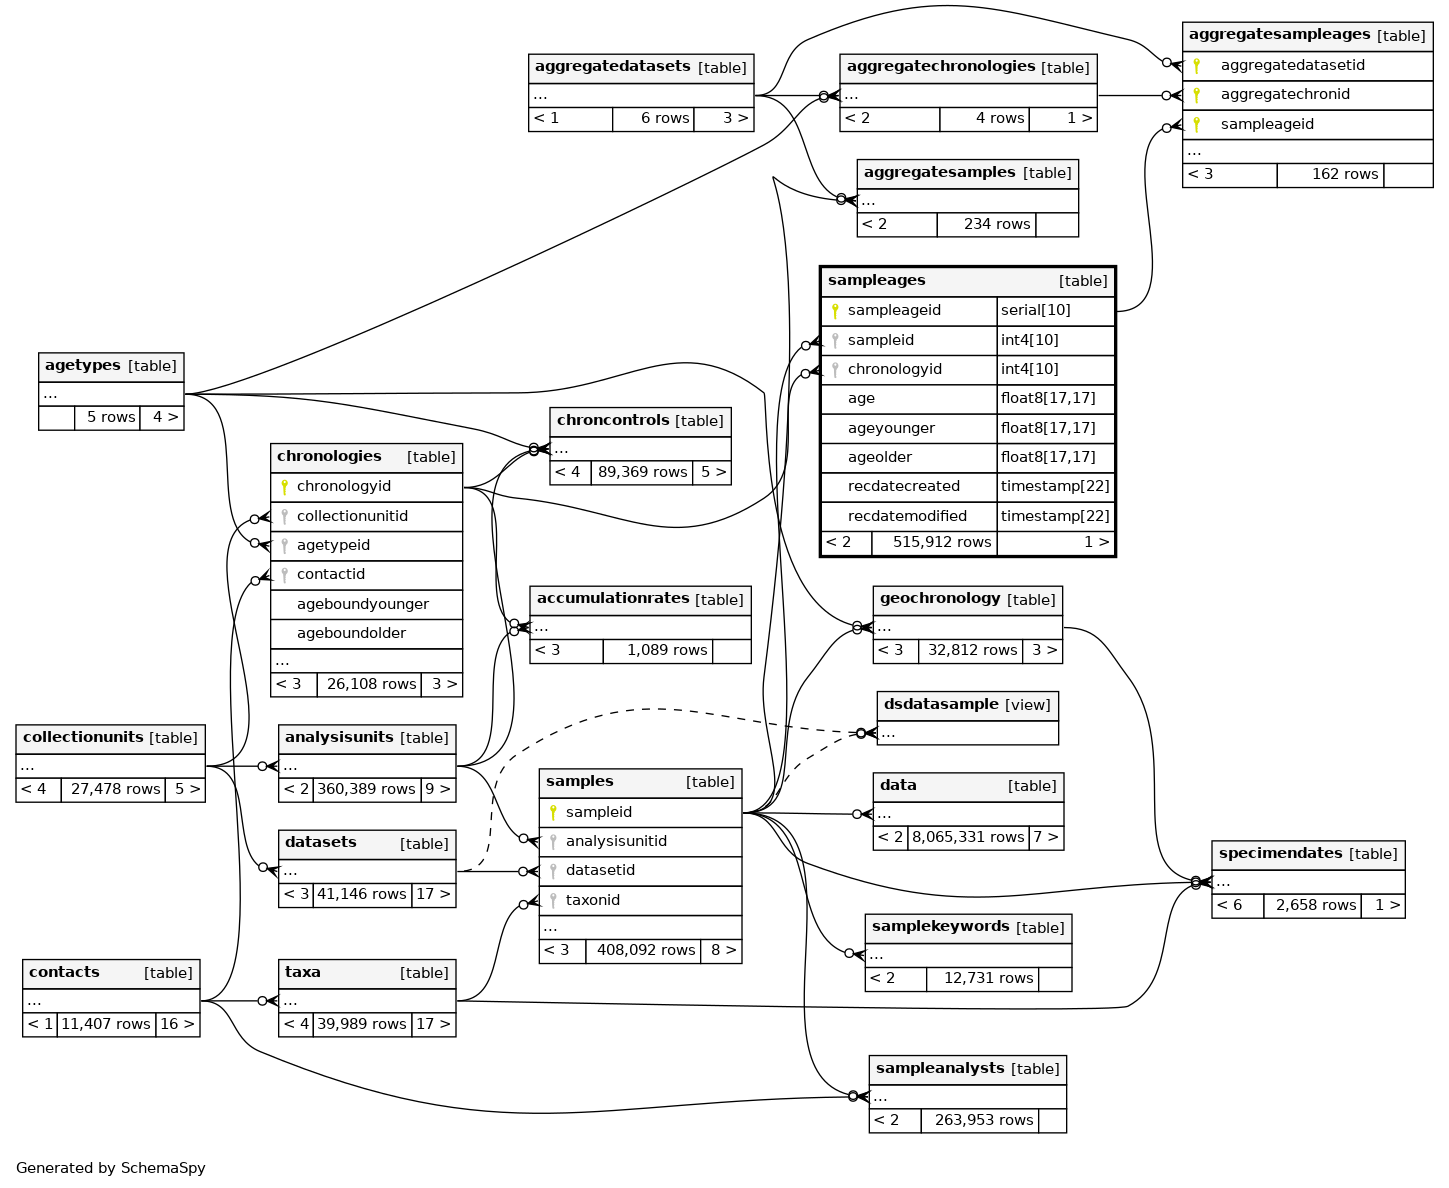 aggregatedatasets [table]
...
< 1 6 rows 3 >
aggregatechronologies [table]
...
< 2 4 rows 1 >
aggregatesampleages [table]
aggregatedatasetid
aggregatechronid
sampleageid
...
< 3 162 rows
aggregatesamples [table]
...
< 2 234 rows
sampleages [table]
sampleageid serial[10]
sampleid int4[10]
chronologyid int4[10]
age float8[17,17]
ageyounger float8[17,17]
ageolder float8[17,17]
recdatecreated timestamp[22]
recdatemodified timestamp[22]
< 2 515,912 rows 1 >
agetypes [table]
...
5 rows 4 >
chroncontrols [table]
...
< 4 89,369 rows 5 >
chronologies [table]
chronologyid
collectionunitid
agetypeid
contactid
ageboundyounger
ageboundolder
...
< 3 26,108 rows 3 >
accumulationrates [table]
...
< 3 1,089 rows
geochronology [table]
...
< 3 32,812 rows 3 >
dsdatasample [view]
...
collectionunits [table]
...
< 4 27,478 rows 5 >
analysisunits [table]
...
< 2 360,389 rows 9 >
samples [table]
sampleid
analysisunitid
datasetid
taxonid
...
< 3 408,092 rows 8 >
data [table]
...
< 2 8,065,331 rows 7 >
datasets [table]
...
< 3 41,146 rows 17 >
specimendates [table]
...
< 6 2,658 rows 1 >
samplekeywords [table]
...
< 2 12,731 rows
contacts [table]
...
< 1 11,407 rows 16 >
taxa [table]
...
< 4 39,989 rows 17 >
sampleanalysts [table]
...
< 2 263,953 rows
Generated by SchemaSpy